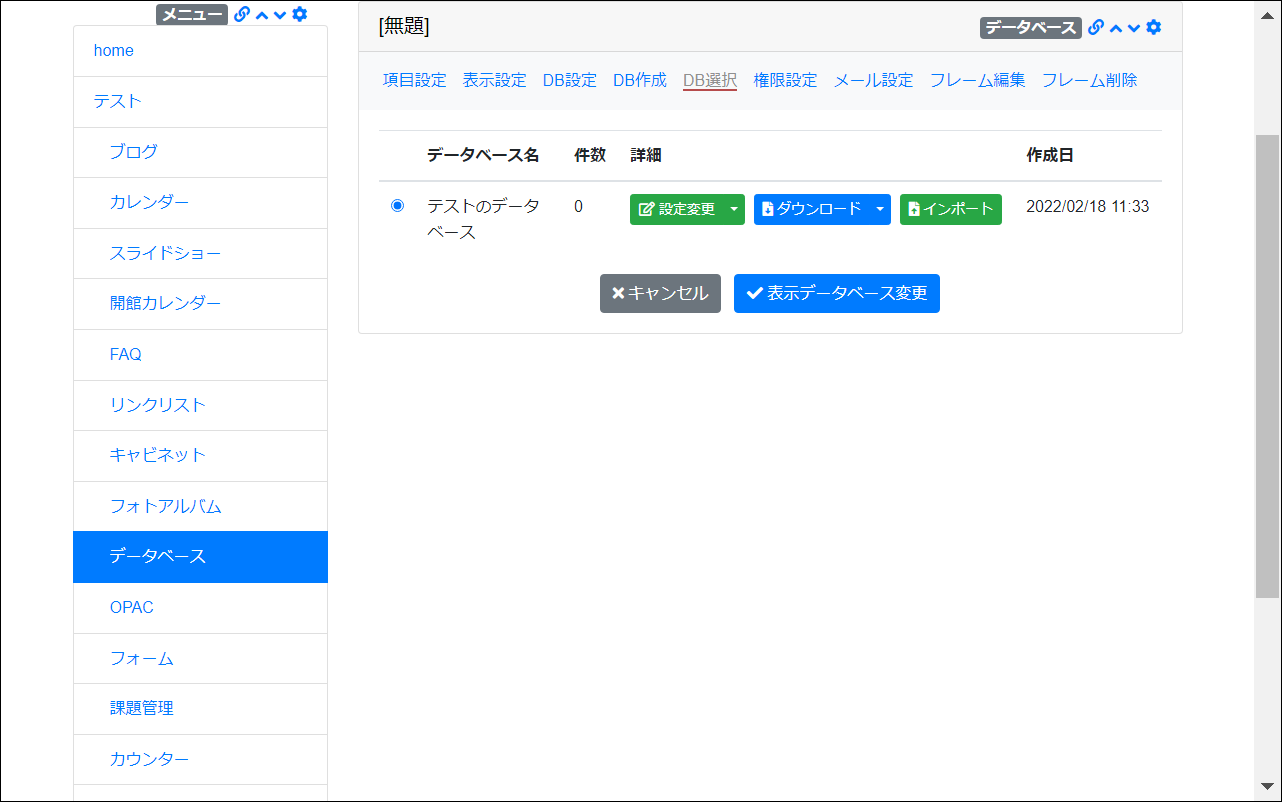 メニュー
home
テスト
ブログ
カレンダー
スライドショー
開館カレンダー
FAQ
リンクリスト
キャビネット
フォトアルバム
データベース
OPAC
フォーム
課題管理
カウンター
[無題]
データベース
項目設定 表示設定 DB設定 DB作成 DB選択 権限設定 メール設定 フレーム編集 フレーム削除
データベース名 件数 詳細 作成日
テストのデータ 0 設定変更 ダウンロード インポート 2022/02/18 11:33
ベース
キャンセル 表示データベース変更